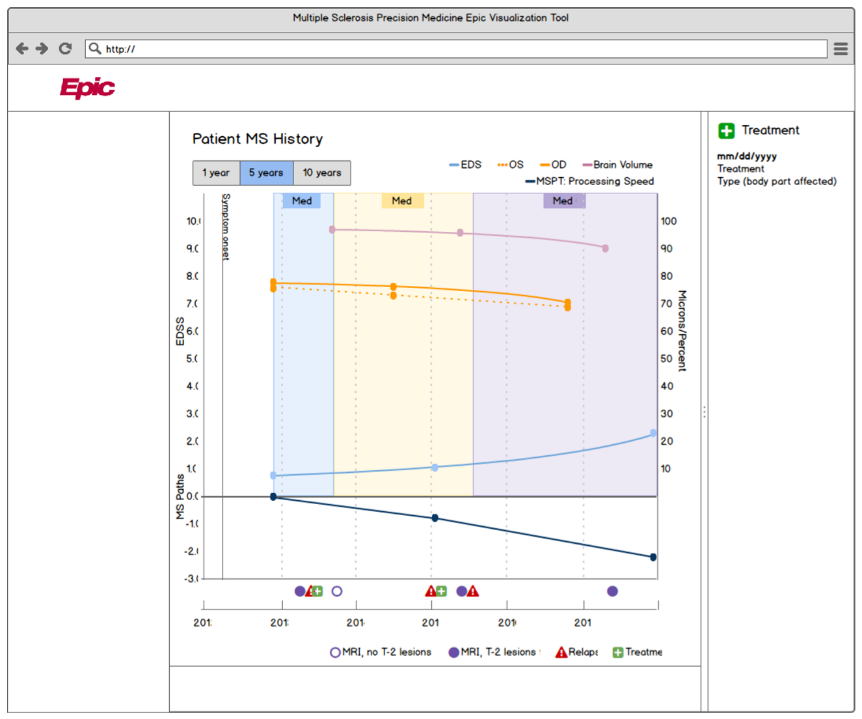 Multiple Sclerosis Precision Medicine Epic Visualization Tool
http://
Epic
Patient MS History
1 year 5 years 10 years
EDS OS OD Brain Volume
MSPT: Processing Speed
Treatment
mm/dd/yyyy
Treatment
Type (body part affected)
Symptom onset
Med Med Med
EDSS
MS Paths
10.(
9.(
8.(
7.(
6.(
5.(
4.(
3.(
2.(
1.(
0.(
-1.(
-2.(
-3.(
100
90
80
70
60
50
40
30
20
10
Microns/Percent
201 201 201 201 201 201
MRI, no T-2 lesions MRI, T-2 lesions Relaps Treatme